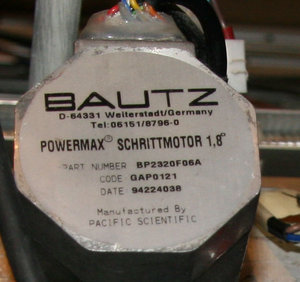 BAUTZ
D-64331 Weiterstadt/Germany
Tel:06151/8796-0
POWERMAX® SCHRITTMOTOR 1,8°
PART NUMBER BP2320F06A
CODE GAP0121
DATE 94224038
Manufactured By
PACIFIC SCIENTIFIC